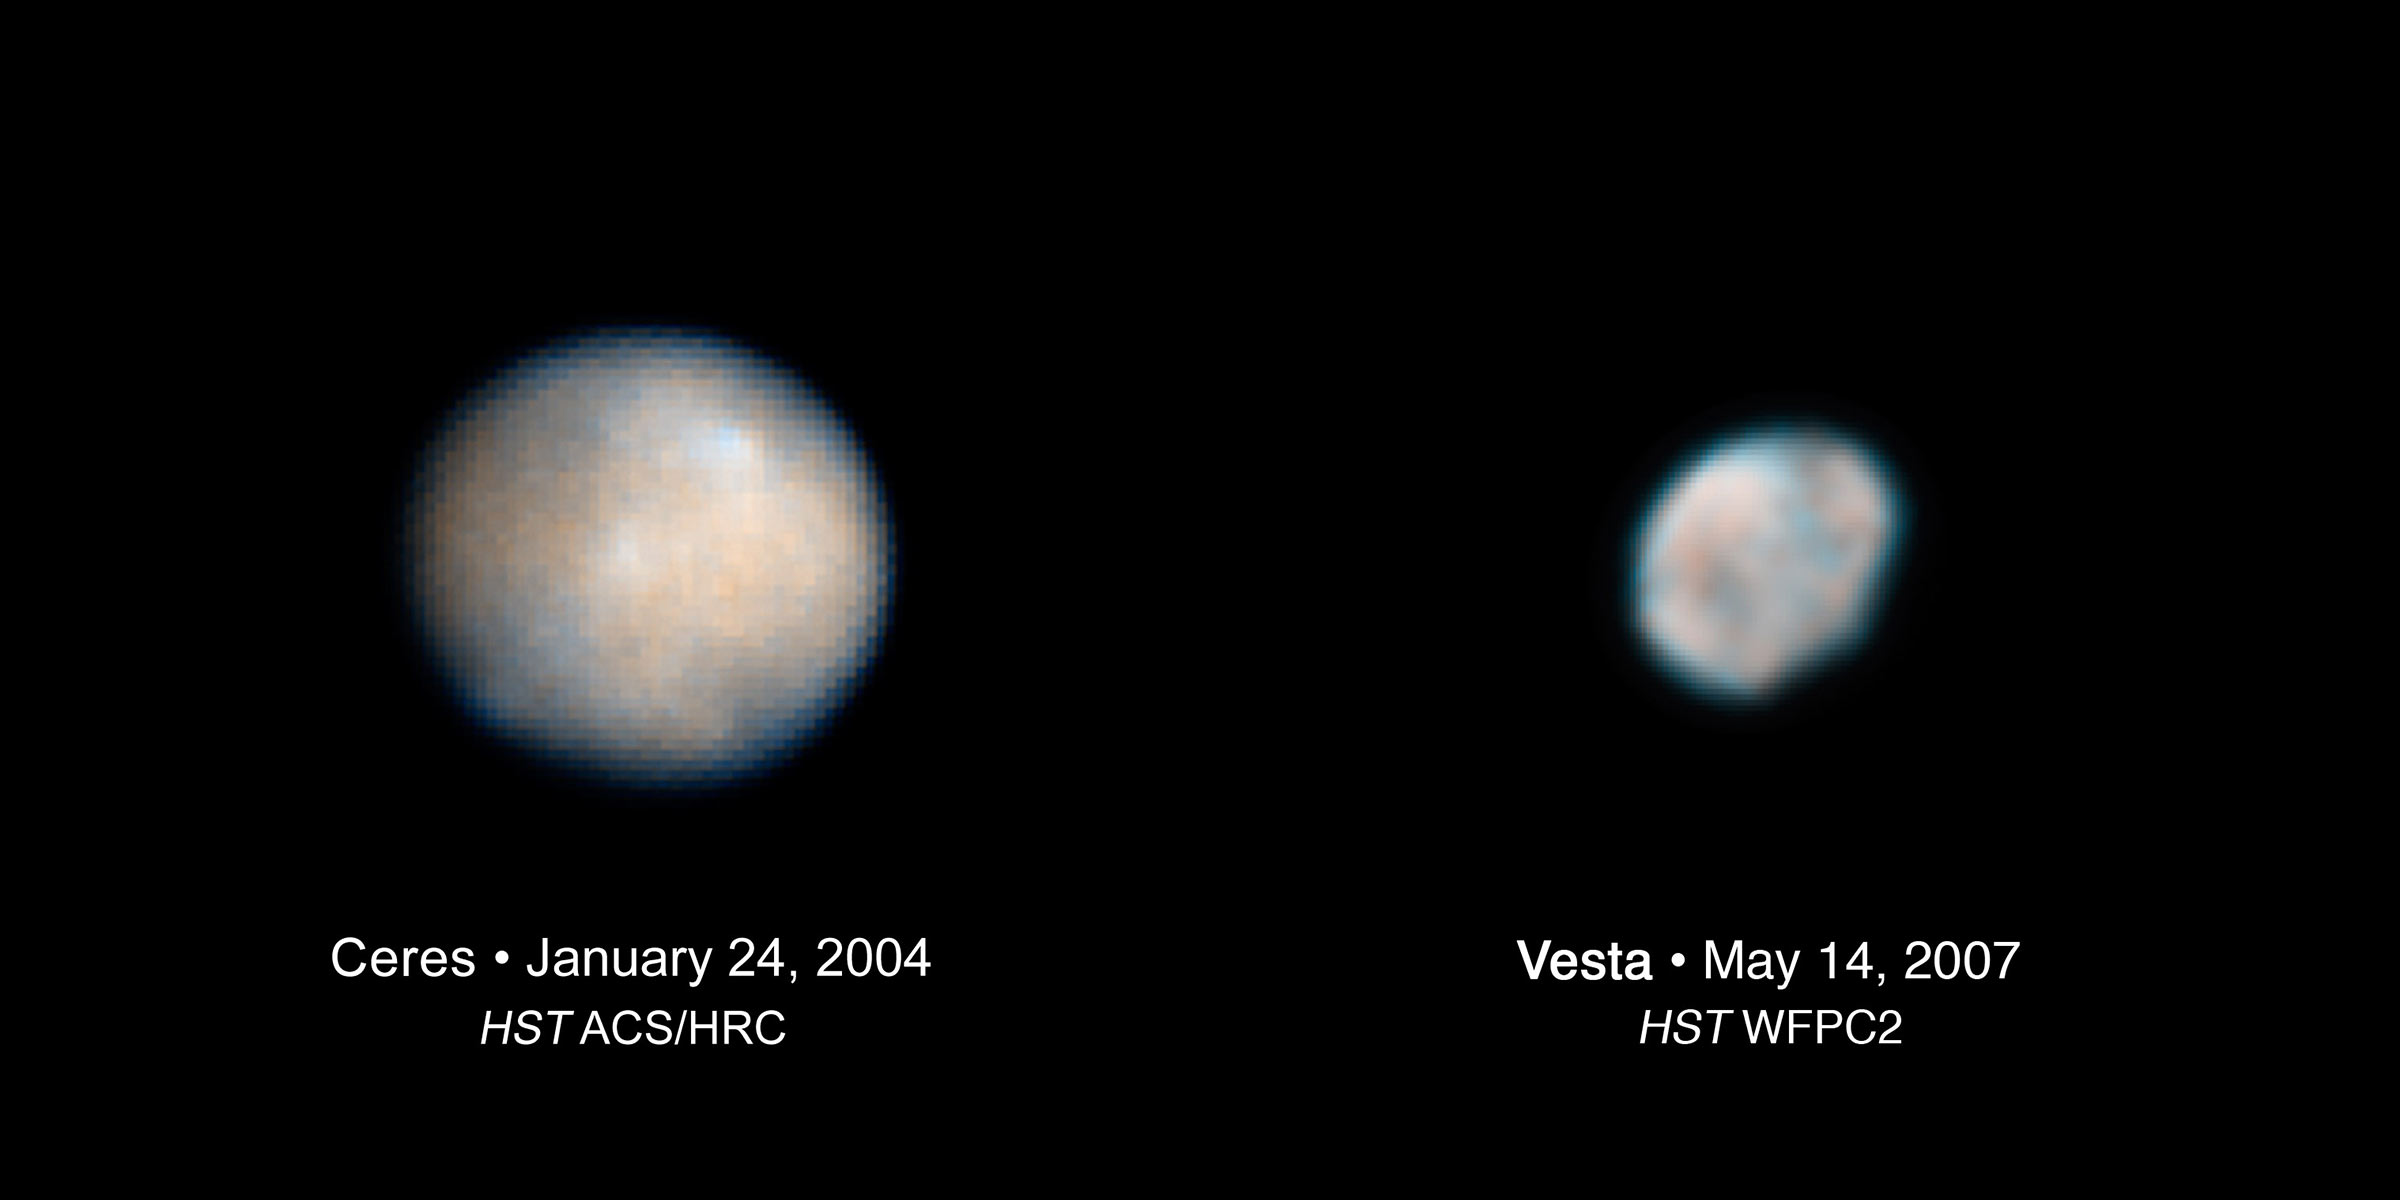 Ceres • January 24, 2004
HST ACS/HRC
Vesta • May 14, 2007
HST WFPC2